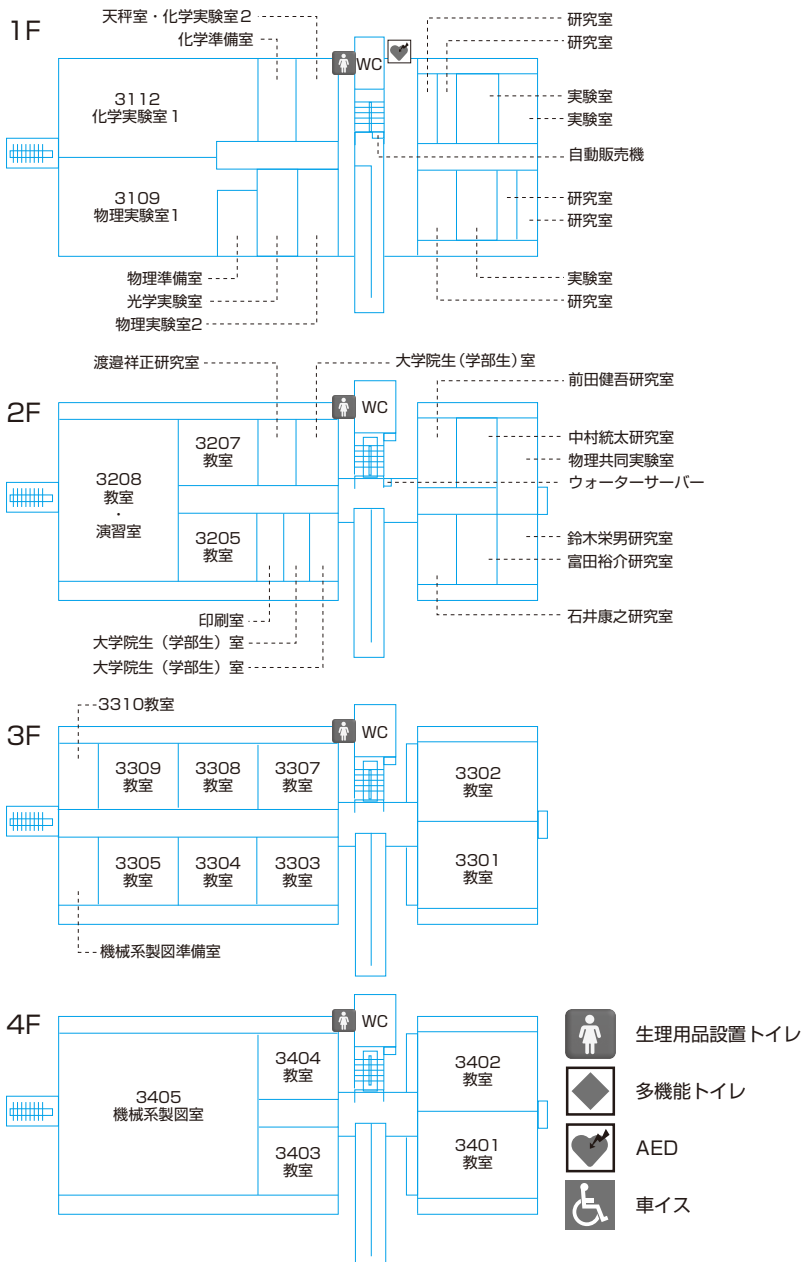 1F
天秤室・化学実験室2
化学準備室
WC
研究室
研究室
3112
化学実験室1
実験室
実験室
自動販売機
3109
物理実験室1
研究室
研究室
物理準備室
光学実験室
物理実験室2
実験室
研究室
2F
渡邉祥正研究室
大学院生(学部生)室
前田健吾研究室
WC
3207
教室
中村統太研究室
物理共同実験室
ウォーターサーバー
3208
教室
・
演習室
3205
教室
鈴木栄男研究室
富田裕介研究室
印刷室
石井康之研究室
大学院生(学部生)室
大学院生(学部生)室
3F
3310教室
WC
3309
教室
3308
教室
3307
教室
3302
教室
3305
教室
3304
教室
3303
教室
3301
教室
機械系製図準備室
4F
WC
3404
教室
3402
教室
3405
機械系製図室
3403
教室
3401
教室
生理用品設置トイレ
多機能トイレ
AED
車イス